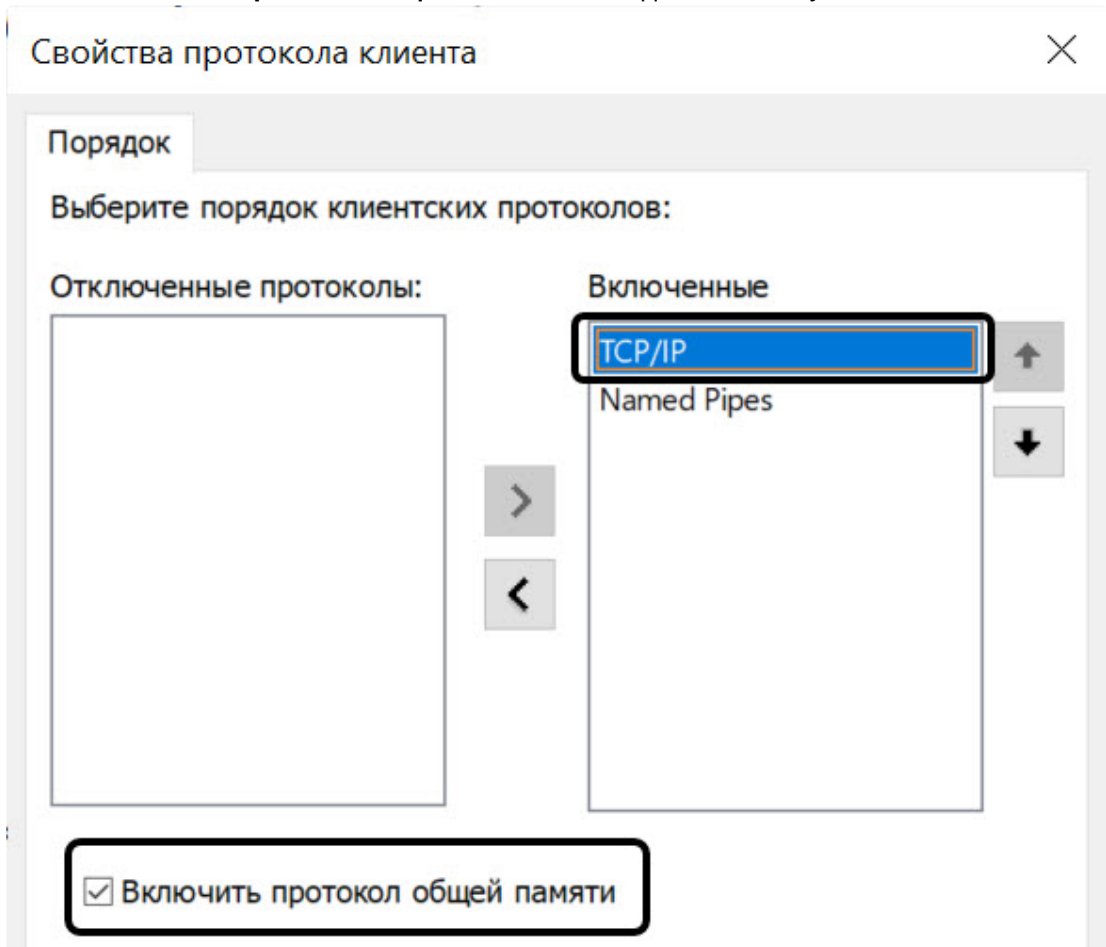 Свойства протокола клиента
Порядок
Выберите порядок клиентских протоколов:
Отключенные протоколы:
Включенные
TCP/IP
Named Pipes
Включить протокол общей памяти